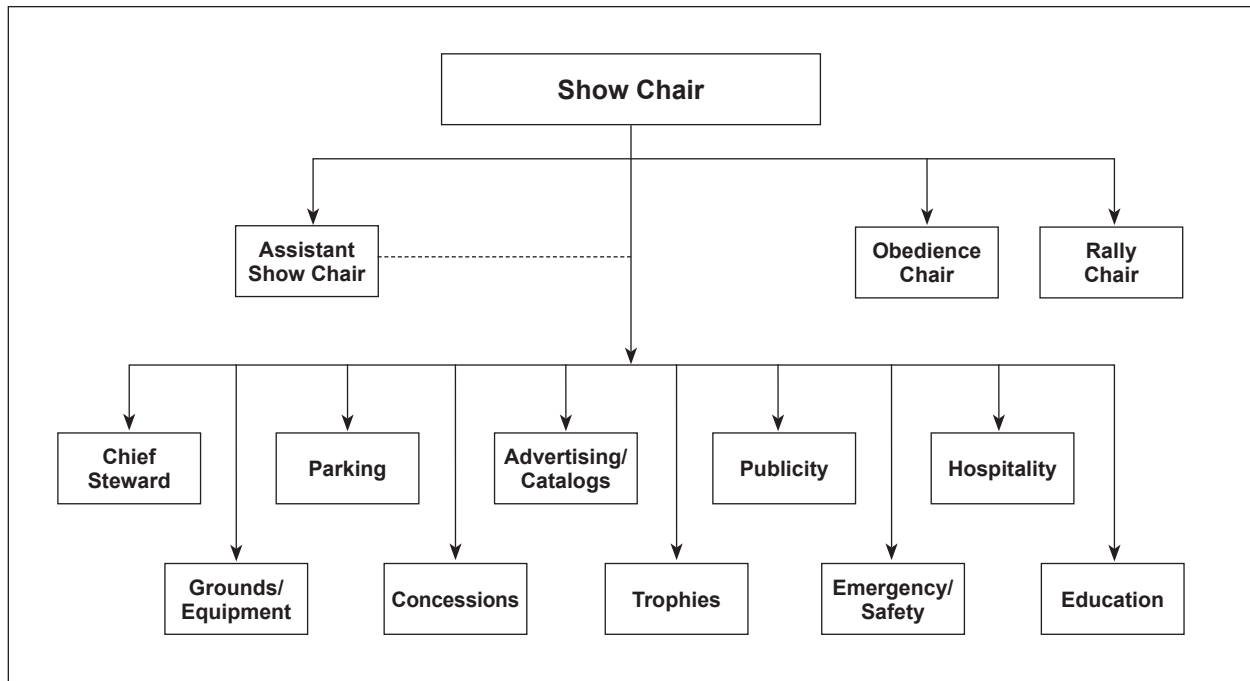 Show Chair
Assistant
Show Chair
Obedience
Chair
Rally
Chair
Chief
Steward
Parking
Advertising/
Catalogs
Publicity
Hospitality
Grounds/
Equipment
Concessions
Trophies
Emergency/
Safety
Education